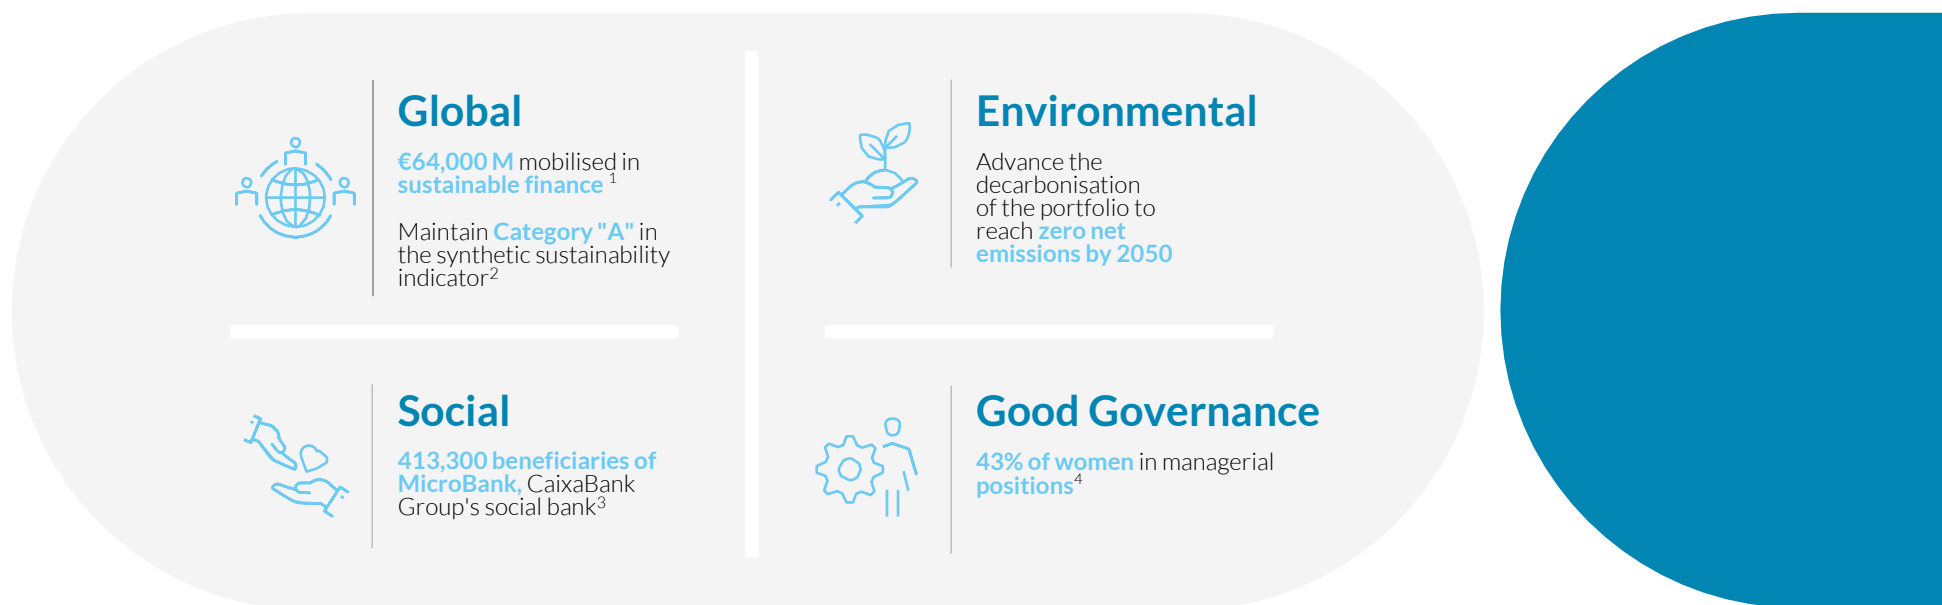 Global
€64,000 M mobilised in
sustainable finance 1
Maintain Category "A" in
the synthetic sustainability
indicator2
Environmental
Advance the
decarbonisation
of the portfolio to
reach zero net
emissions by 2050
Social
413,300 beneficiaries of
MicroBank, CaixaBank
Group's social bank3
Good Governance
43% of women in managerial
positions4